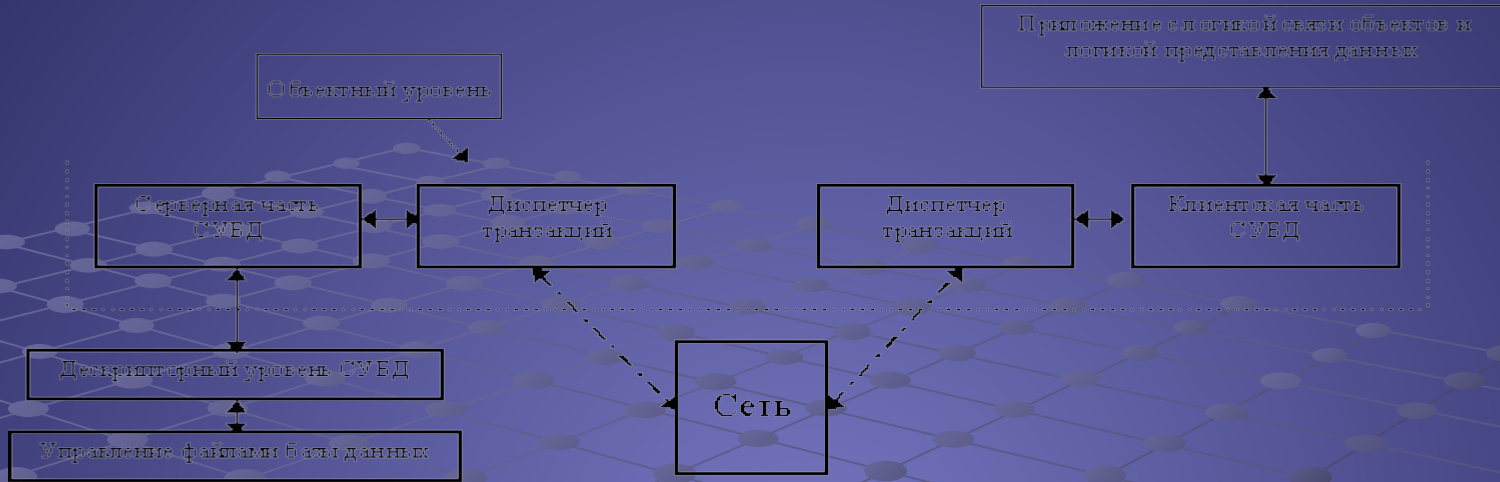 Приложение с логикой связи объектов и
логикой представления данных
Объектный уровень
Серверная часть
СУБД
Диспетчер
транзакций
Диспетчер
транзакций
Клиентская часть
СУБД
Дескрипторный уровень СУБД
Сеть
Управление файлами базы данных